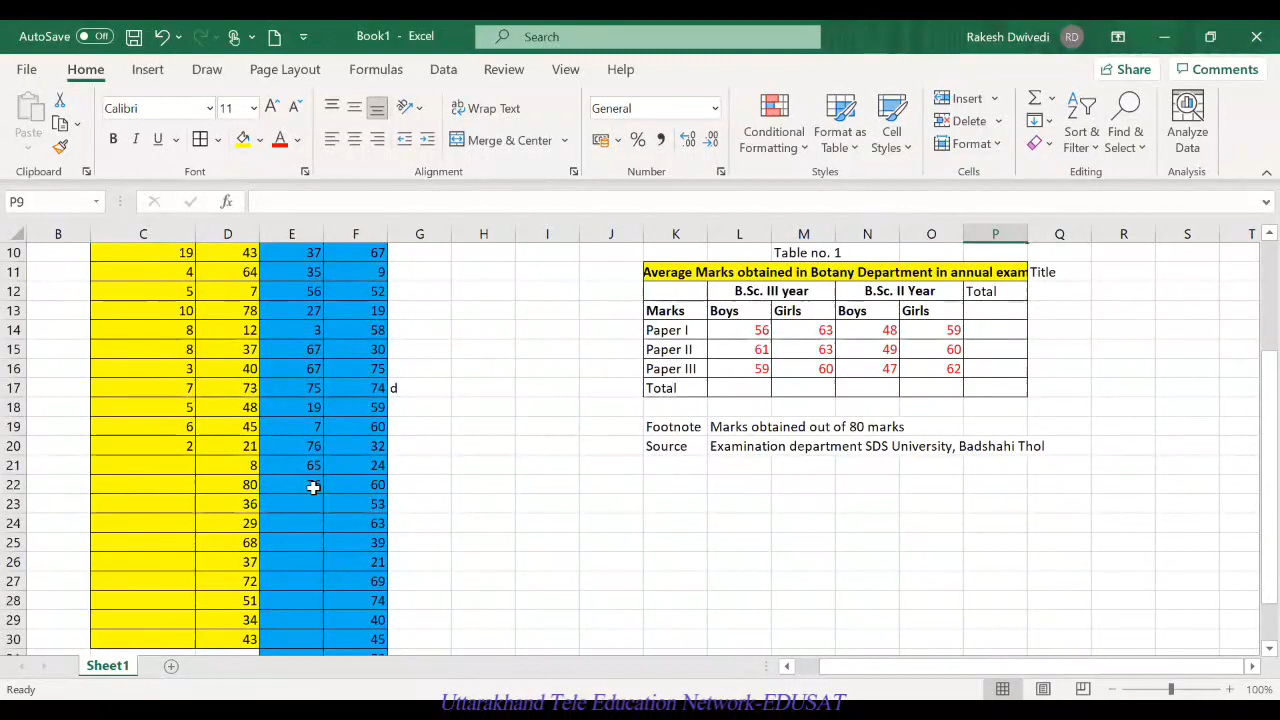 AutoSave Off Book1 - Excel Search Rakesh Dwivedi RD
File Home Insert Draw Page Layout Formulas Data Review View Help Share Comments
Calibri 11 A A Wrap Text General Insert Σ
Paste B I U A Merge & Center % , Conditional Formatting Format as Table Cell Styles Delete Format Sort & Filter Find & Select Analyze Data
Clipboard Font Alignment Number Styles Cells Editing Analysis
P9 fx
B C D E F G H I J K L M N O P Q R S T
10 19 43 37 67 Table no. 1
11 4 64 35 9 Average Marks obtained in Botany Department in annual exam Title
12 5 7 56 52 B.Sc. III year B.Sc. II Year Total
13 10 78 27 19 Marks Boys Girls Boys Girls
14 8 12 3 58 Paper I 56 63 48 59
15 8 37 67 30 Paper II 61 63 49 60
16 3 40 67 75 Paper III 59 60 47 62
17 7 73 75 74 d Total
18 5 48 19 59
19 6 45 7 60 Footnote Marks obtained out of 80 marks
20 2 21 76 32 Source Examination department SDS University, Badshahi Thol
21 8 65 24
22 80 60
23 36 53
24 29 63
25 68 39
26 37 21
27 72 69
28 51 74
29 34 40
30 43 45
Sheet1
Ready 100%
Uttarakhand Tele Education Network-EDUSAT